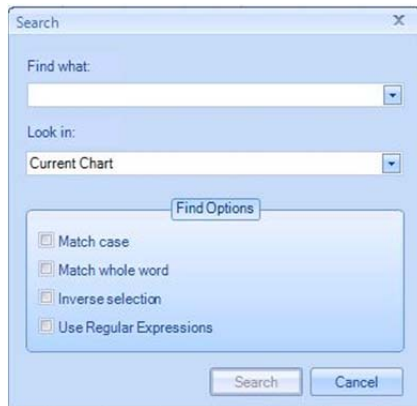 Search
Find what:
Look in:
Current Chart
Find Options
Match case
Match whole word
Inverse selection
Use Regular Expressions
Search Cancel